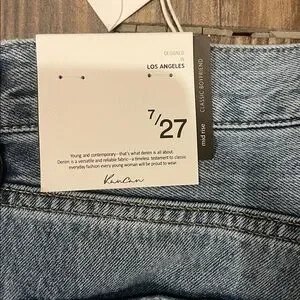 DESIGNED
IN
LOS ANGELES
7/27
Young and contemporary--that's what denim is all about.
Denim is a versatile and reliable fabric--a timeless testament to classic
everyday fashion every young woman will be proud to wear.
KanCan
mid rise
CLASSIC BOYFRIEND